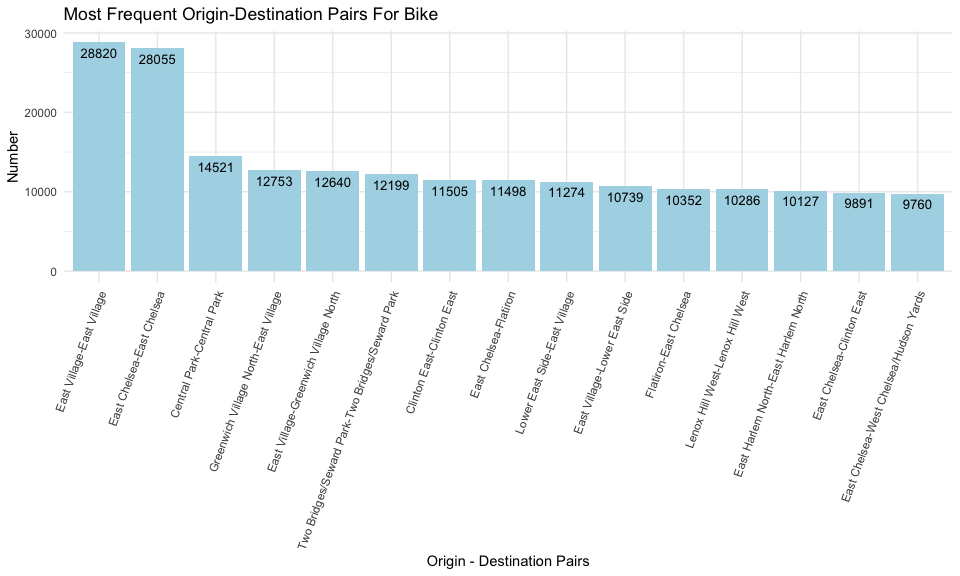 Most Frequent Origin-Destination Pairs For Bike
Number
30000
20000
10000
0
28820
28055
14521
12753
12640
12199
11505
11498
11274
10739
10352
10286
10127
9891
9760
East Village-East Village
East Chelsea-East Chelsea
Central Park-Central Park
Greenwich Village North-East Village
East Village-Greenwich Village North
Two Bridges/Seward Park-Two Bridges/Seward Park
Clinton East-Clinton East
East Chelsea-Flatiron
Lower East Side-East Village
East Village-Lower East Side
Flatiron-East Chelsea
Lenox Hill West-Lenox Hill West
East Harlem North-East Harlem North
East Chelsea-Clinton East
East Chelsea-West Chelsea/Hudson Yards
Origin - Destination Pairs